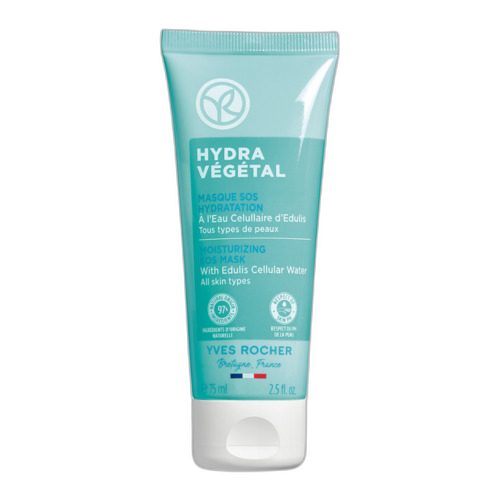 HYDRA
VÉGÉTAL
MASQUE SOS
HYDRATATION
À l'Eau Celullaire d'Edulis
Tous types de peaux
MOISTURIZING
SOS MASK
With Edulis Cellular Water
All skin types
97%
INGRÉDIENTS D'ORIGINE
NATURELLE
RESPECT DU PH
DE LA PEAU
YVES ROCHER
Bretagne, France
e 75 ml 2.5 fl. oz.